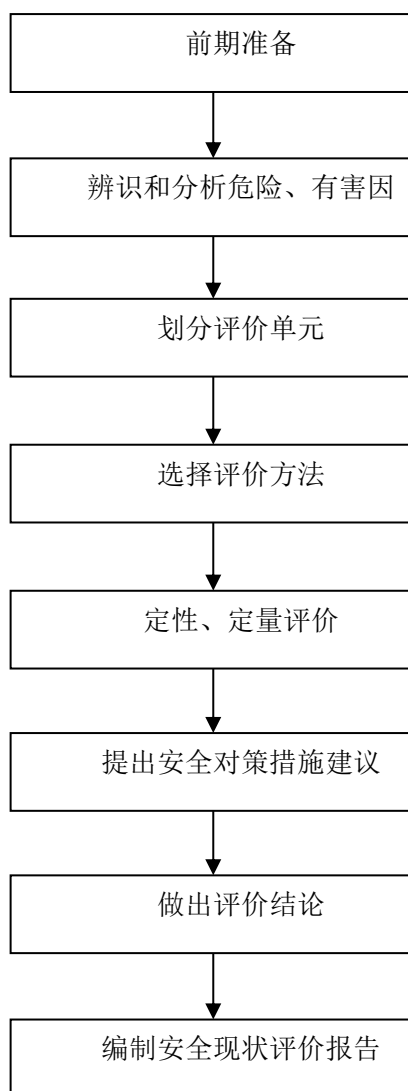 前期准备
辨识和分析危险、有害因
划分评价单元
选择评价方法
定性、定量评价
提出安全对策措施建议
做出评价结论
编制安全现状评价报告